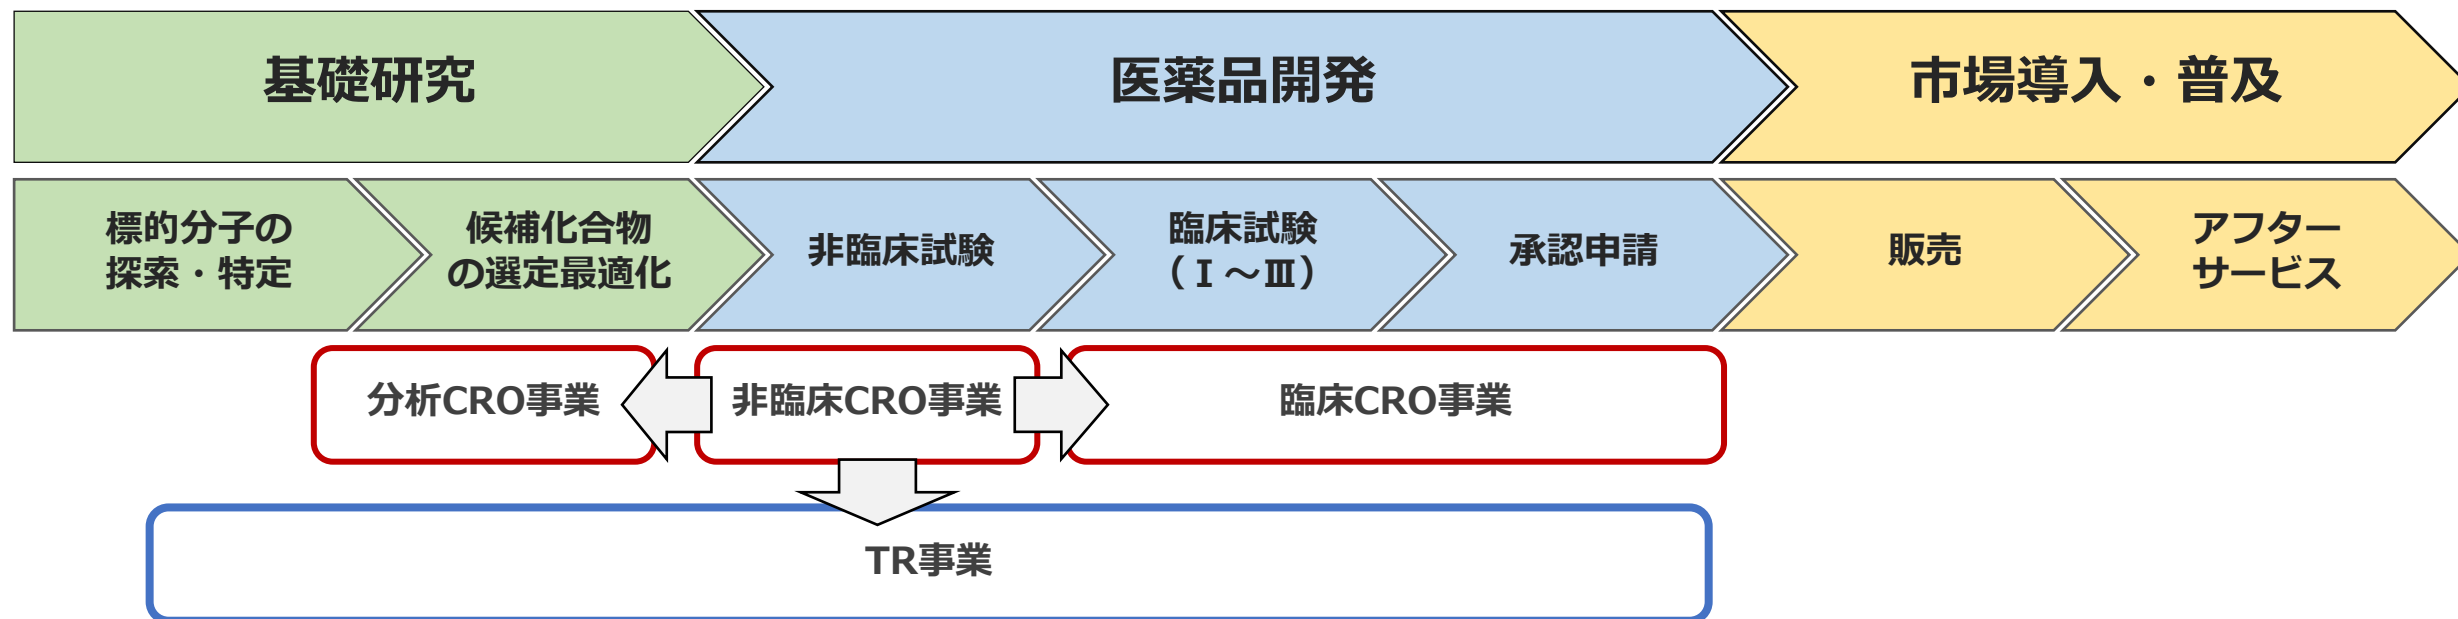 基礎研究
医薬品開発
市場導入・普及
標的分子の
探索・特定
候補化合物
の選定最適化
非臨床試験
臨床試験
（Ⅰ～Ⅲ）
承認申請
販売
アフター
サービス
分析CRO事業
非臨床CRO事業
臨床CRO事業
TR事業